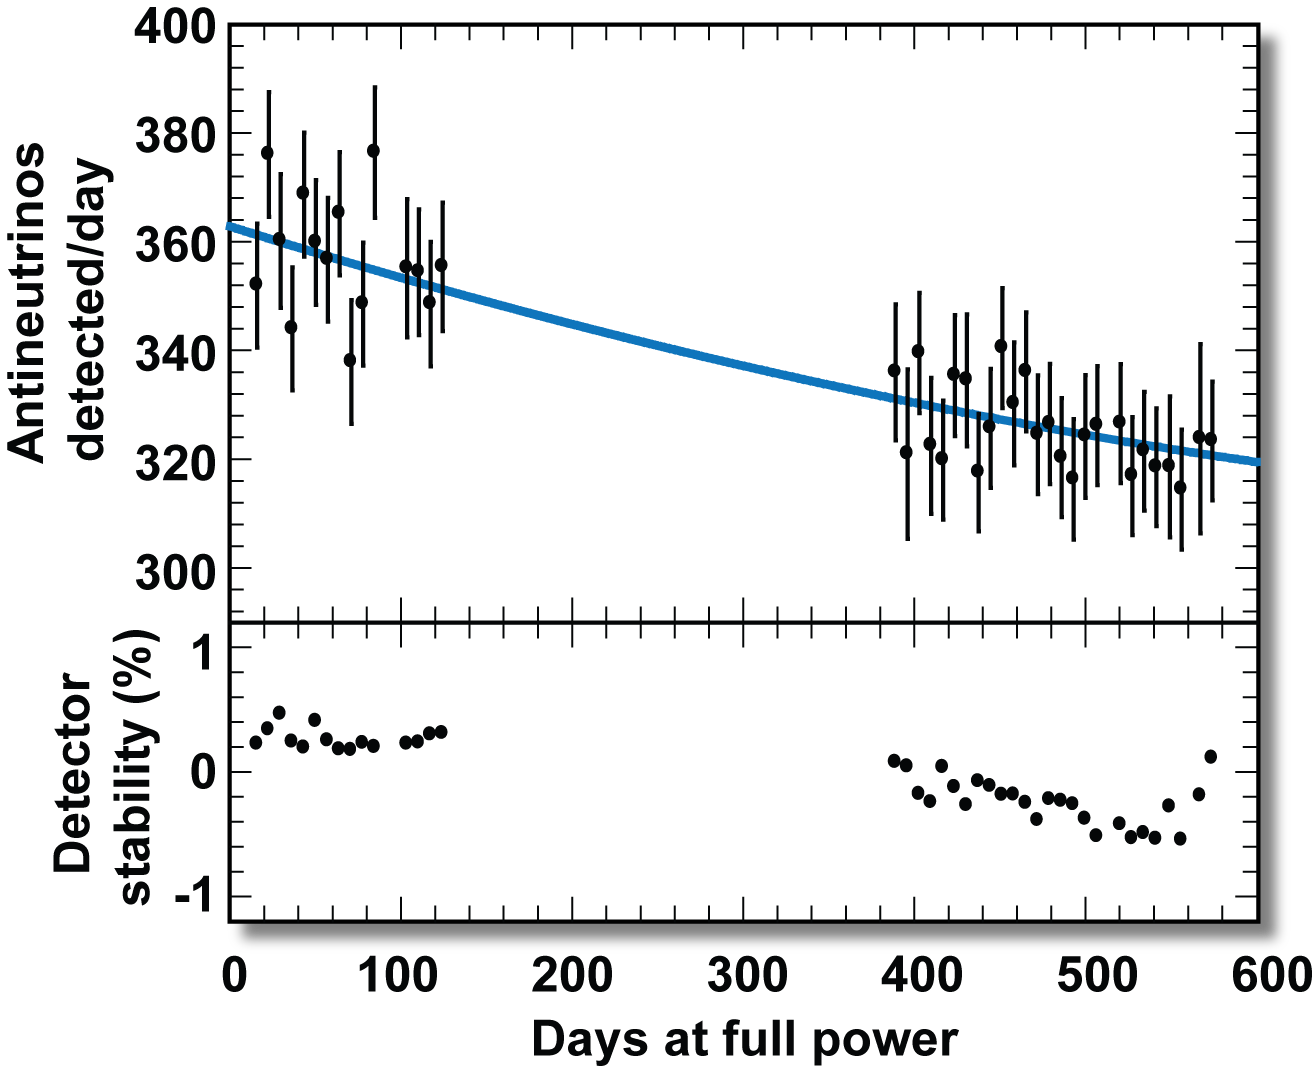 Antineutrinos
detected/day
400
380
360
340
320
300
Detector
stability (%)
1
0
-1
0 100 200 300 400 500 600
Days at full power